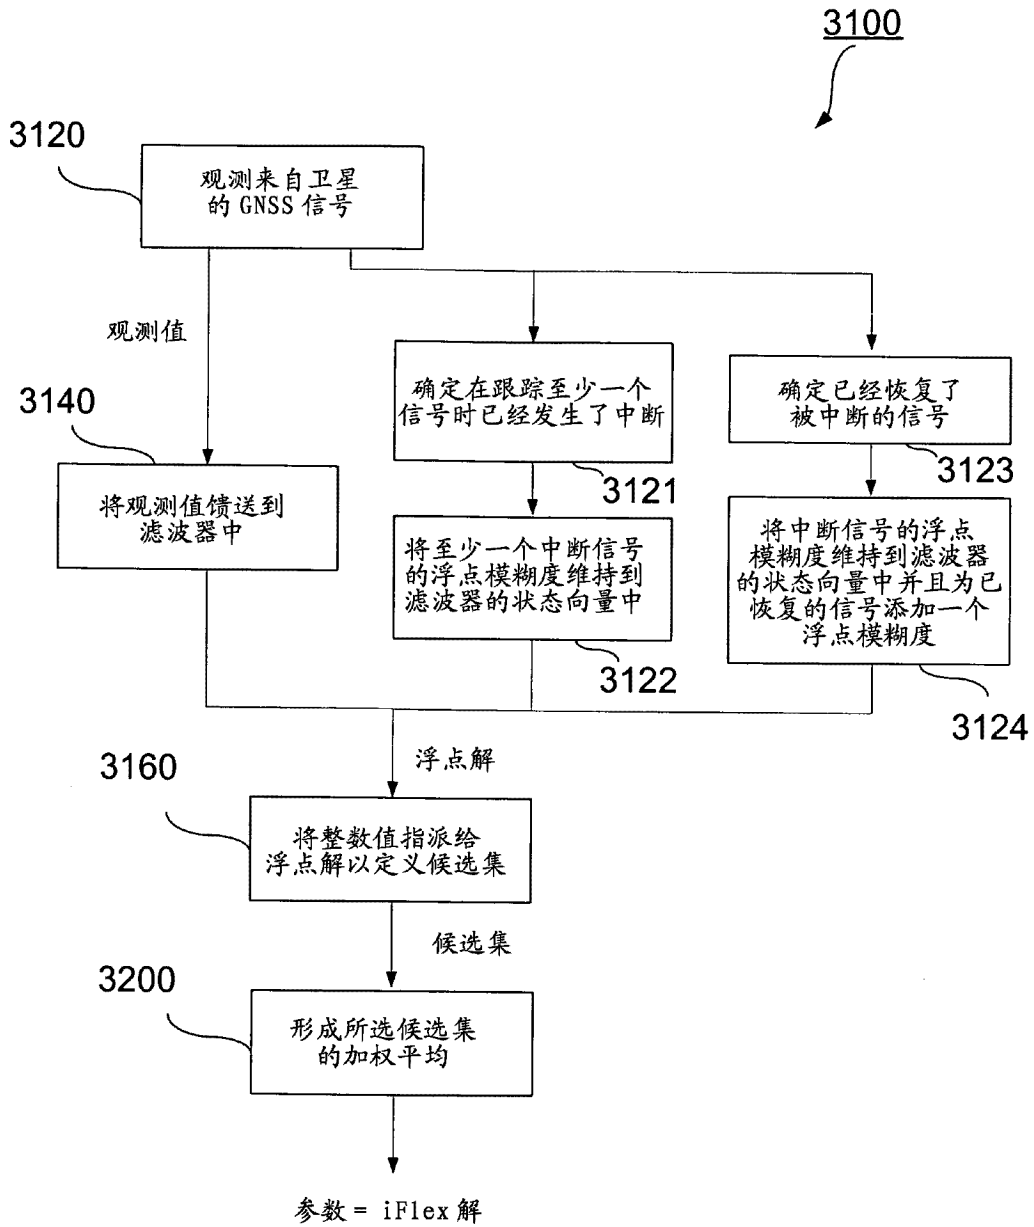 3100
3120
观测来自卫星
的 GNSS 信号
观测值
3140
将观测值馈送到
滤波器中
确定在跟踪至少一个
信号时已经发生了中断
3121
将至少一个中断信号
的浮点模糊度维持到
滤波器的状态向量中
3122
确定已经恢复了
被中断的信号
3123
将中断信号的浮点
模糊度维持到滤波器
的状态向量中并且为已
恢复的信号添加一个
浮点模糊度
3124
浮点解
3160
将整数值指派给
浮点解以定义候选集
候选集
3200
形成所选候选集
的加权平均
参数 = iFlex 解